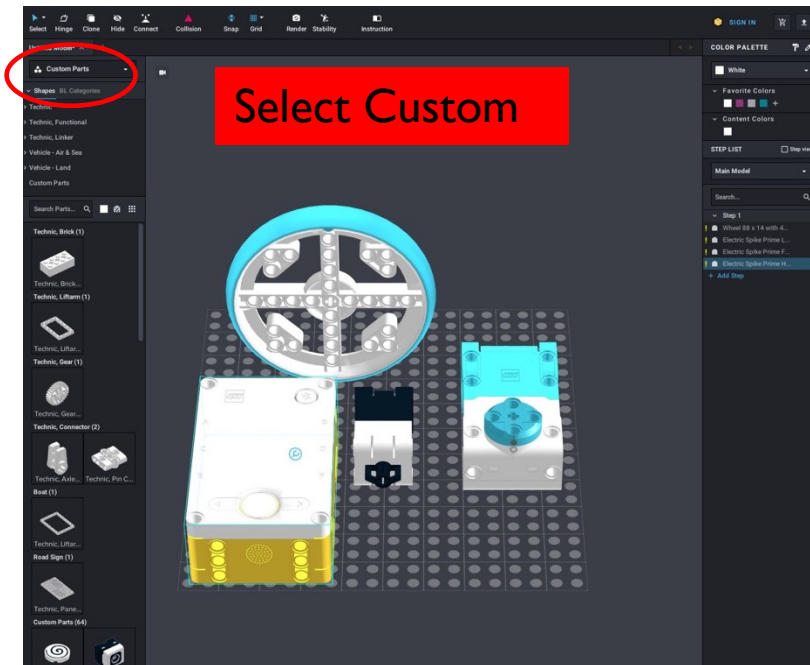 Select
Hinge
Clone
Hide
Connect
Collision
Snap
Grid
Render
Stability
Instruction
SIGN IN
Custom Parts
Shapes BL Categories
Technic
Technic, Functional
Technic, Linker
Vehicle - Air & Sea
Vehicle - Land
Custom Parts
Search Parts...
Technic, Brick (1)
Technic, Brick...
Technic, Liftarm (1)
Technic, Liftar...
Technic, Gear (1)
Technic, Gear...
Technic, Connector (2)
Technic, Axle... Technic, Pin C...
Boat (1)
Technic, Liftar...
Road Sign (1)
Technic, Pane...
Custom Parts (64)
Select Custom
COLOR PALETTE
White
Favorite Colors
+
Content Colors
STEP LIST
Step view
Main Model
Search...
Step 1
Wheel 88 x 14 with 4...
Electric Spike Prime L...
Electric Spike Prime F...
Electric Spike Prime H...
+ Add Step